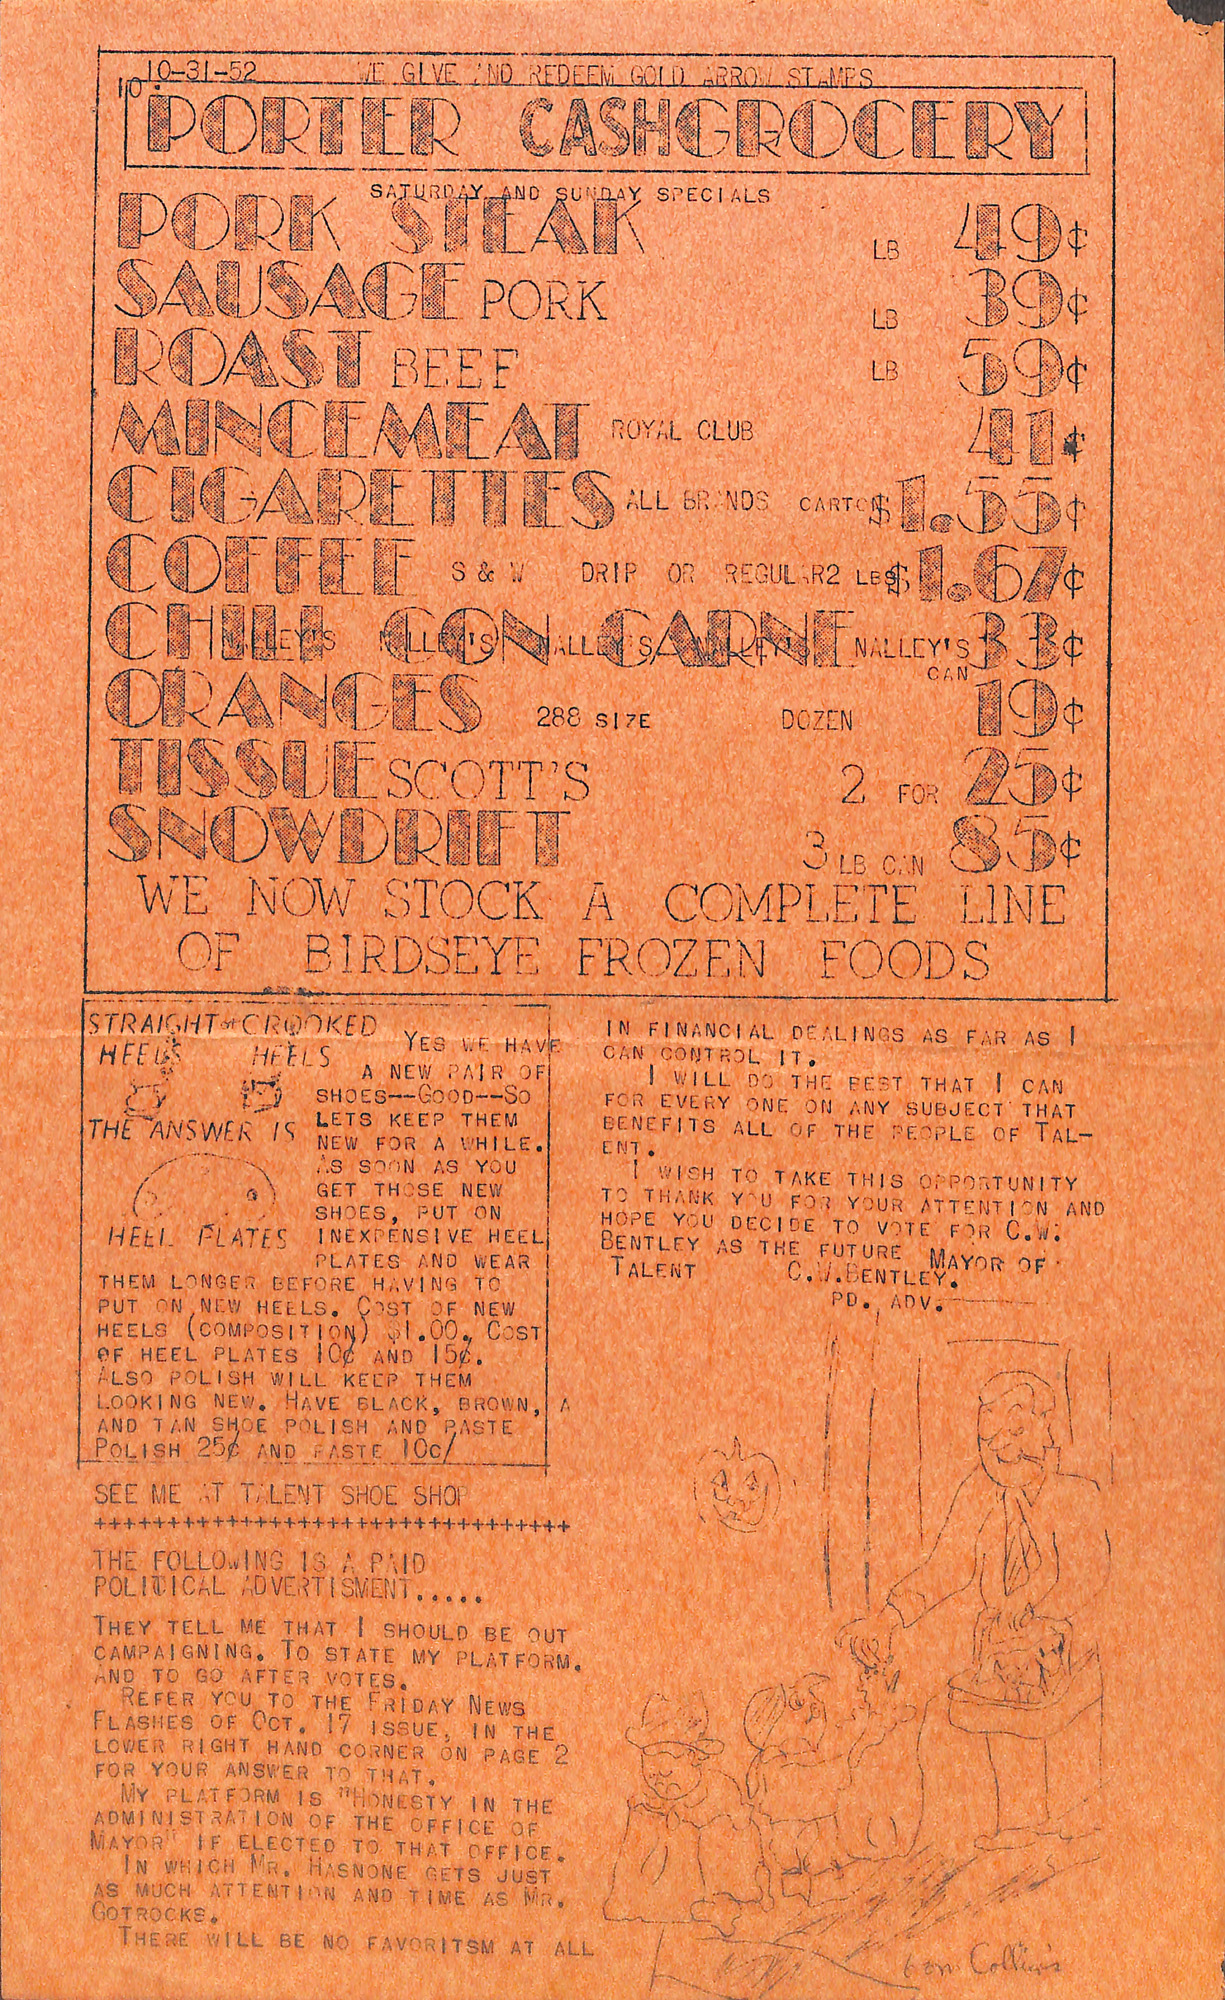 10-31-52 WE GIVE AND REDEEM GOLD ARROW STAMPS
PORTER CASHGROCERY
SATURDAY AND SUNDAY SPECIALS
PORK STEAK LB 49¢
SAUSAGE PORK LB 39¢
ROAST BEEF LB 59¢
MINCEMEAT ROYAL CLUB 41¢
CIGARETTES ALL BRANDS CARTON $1.55¢
COFFEE S & W DRIP OR REGULAR 2 LBS $1.67¢
CHILI CON CARNE NALLEY'S 33¢
NALLEY'S NALLEY'S NALLEY'S NALLEY'S CAN
ORANGES 288 SIZE DOZEN 19¢
TISSUE SCOTT'S 2 FOR 25¢
SNOWDRIFT 3 LB CAN 85¢
WE NOW STOCK A COMPLETE LINE
OF BIRDSEYE FROZEN FOODS
STRAIGHT or CROOKED
HEELS HEELS
THE ANSWER IS
HEEL PLATES
YES WE HAVE
A NEW PAIR OF
SHOES--GOOD--SO
LETS KEEP THEM
NEW FOR A WHILE.
AS SOON AS YOU
GET THOSE NEW
SHOES, PUT ON
INEXPENSIVE HEEL
PLATES AND WEAR
THEM LONGER BEFORE HAVING TO
PUT ON NEW HEELS. COST OF NEW
HEELS (COMPOSITION) $1.00. COST
OF HEEL PLATES 10¢ AND 15¢.
ALSO POLISH WILL KEEP THEM
LOOKING NEW. HAVE BLACK, BROWN, A
AND TAN SHOE POLISH AND PASTE
POLISH 25¢ AND PASTE 10c/
SEE ME AT TALENT SHOE SHOP
++++++++++++++++++++++++++++++++
THE FOLLOWING IS A PAID
POLITICAL ADVERTISMENT.....
THEY TELL ME THAT I SHOULD BE OUT
CAMPAIGNING. TO STATE MY PLATFORM.
AND TO GO AFTER VOTES.
REFER YOU TO THE FRIDAY NEWS
FLASHES OF OCT. 17 ISSUE, IN THE
LOWER RIGHT HAND CORNER ON PAGE 2
FOR YOUR ANSWER TO THAT.
MY PLATFORM IS "HONESTY IN THE
ADMINISTRATION OF THE OFFICE OF
MAYOR" IF ELECTED TO THAT OFFICE.
IN WHICH MR. HASNONE GETS JUST
AS MUCH ATTENTION AND TIME AS MR.
GOTROCKS.
THERE WILL BE NO FAVORITSM AT ALL
IN FINANCIAL DEALINGS AS FAR AS I
CAN CONTROL IT.
I WILL DO THE BEST THAT I CAN
FOR EVERY ONE ON ANY SUBJECT THAT
BENEFITS ALL OF THE PEOPLE OF TAL-
ENT.
I WISH TO TAKE THIS OPPORTUNITY
TO THANK YOU FOR YOUR ATTENTION AND
HOPE YOU DECIDE TO VOTE FOR C.W.
BENTLEY AS THE FUTURE MAYOR OF
TALENT C.W.BENTLEY.
PD. ADV.
Collins